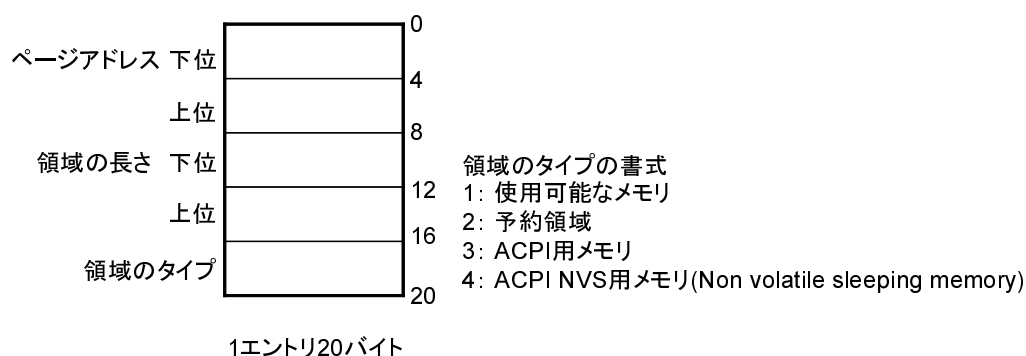 0
ページアドレス 下位
4
上位
8
領域の長さ 下位
12
上位
16
領域のタイプ
20
1エントリ20バイト
領域のタイプの書式
1: 使用可能なメモリ
2: 予約領域
3: ACPI用メモリ
4: ACPI NVS用メモリ(Non volatile sleeping memory)